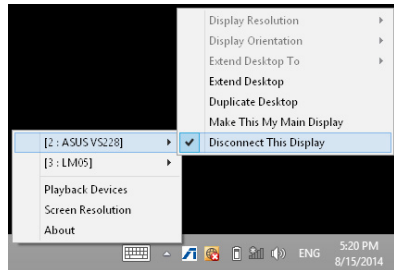 Display Resolution
Display Orientation
Extend Desktop To
Extend Desktop
Duplicate Desktop
Make This My Main Display
Disconnect This Display
[2 : ASUS VS228]
[3 : LM05]
Playback Devices
Screen Resolution
About
ENG
5:20 PM
8/15/2014